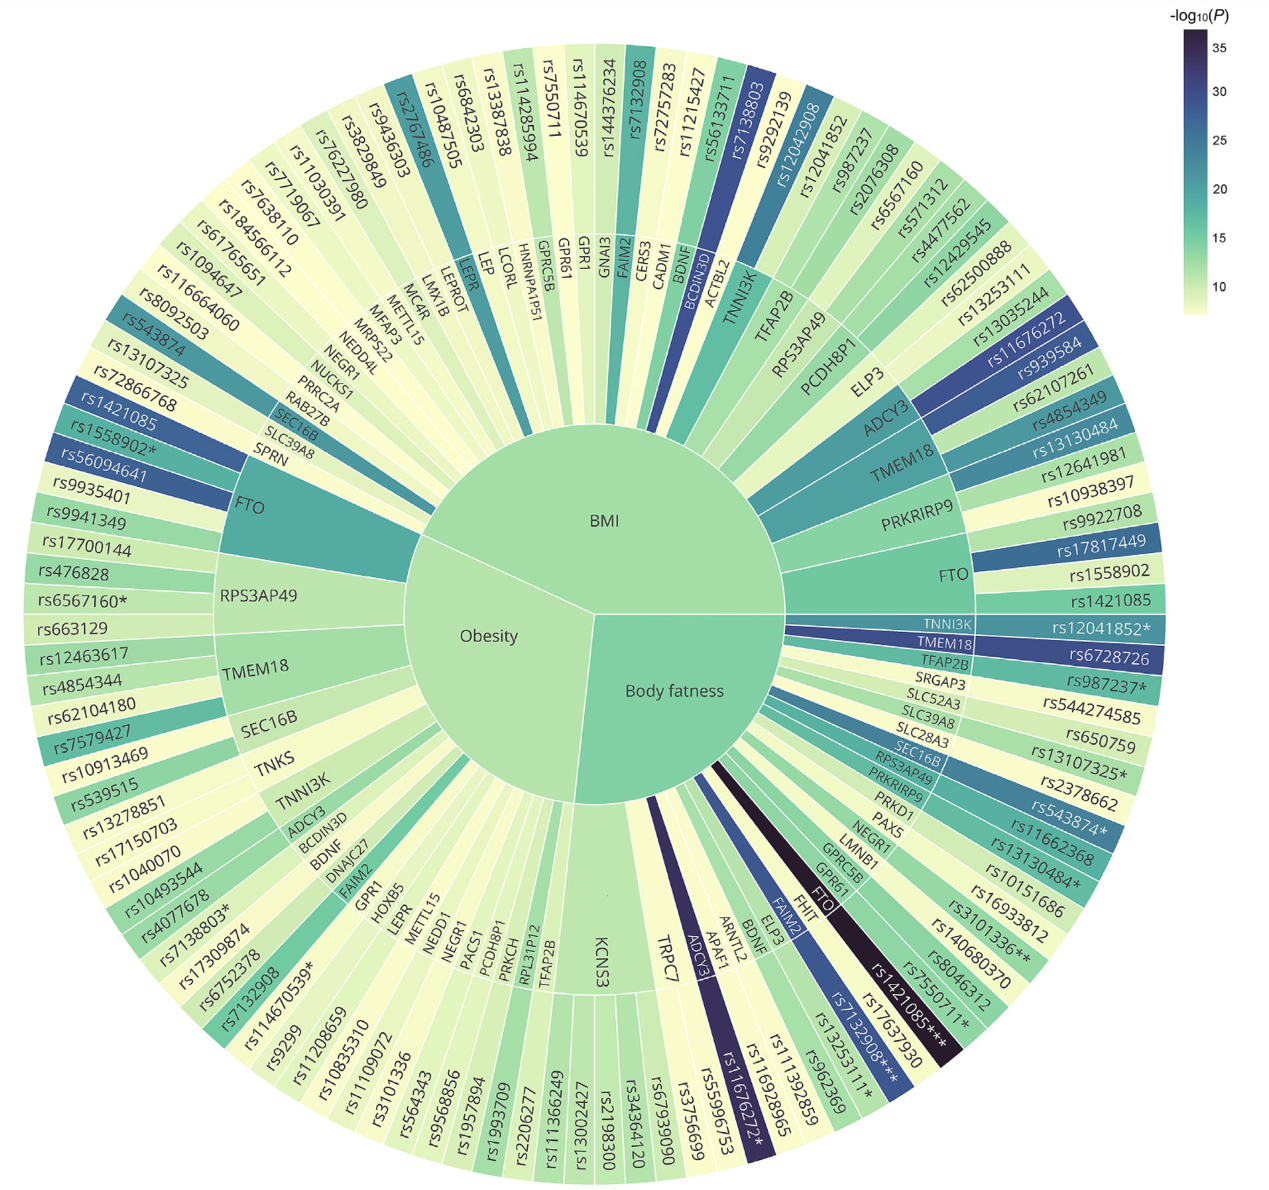 -log₁₀(P)
35
30
25
20
15
10
BMI
Obesity
Body fatness
FTO
PRKRIRP9
TMEM18
ADCY3
ELP3
PCDH8P1
RPS3AP49
TFAP2B
TNNI3K
ACTBL2
BCDIN3D
BDNF
CADM1
CERS3
FAIM2
GNAI3
GPR1
GPR61
GPRC5B
HNRNPA1P51
LCORL
LEP
LEPR
LEPROT
LMX1B
MC4R
METTL15
MFAP3
MRPS22
NEDD4L
NEGR1
NUCKS1
PRRC2A
RAB27B
SEC16B
SLC39A8
SPRN
FTO
RPS3AP49
TMEM18
SEC16B
TNKS
TNNI3K
ADCY3
BCDIN3D
BDNF
DNAJC27
FAIM2
GPR1
HOXB5
LEPR
METTL15
NEDD1
NEGR1
PACS1
PCDH8P1
PRKCH
RPL31P12
TFAP2B
KCNS3
TRPC7
ADCY3
APAF1
ARNTL2
BDNF
ELP3
FAIM2
FHIT
FTO
GPR61
GPRC5B
LMNB1
NEGR1
PAX5
PRKD1
PRKRIRP9
RPS3AP49
SEC16B
SLC28A3
SLC39A8
SLC52A3
SRGAP3
TFAP2B
TMEM18
TNNI3K
rs1421085
rs1558902
rs17817449
rs9922708
rs10938397
rs12641981
rs13130484
rs4854349
rs62107261
rs939584
rs11676272
rs13035244
rs13253111
rs62500888
rs12429545
rs4477562
rs571312
rs6567160
rs2076308
rs987237
rs12041852
rs12042908
rs9292139
rs7138803
rs56133711
rs11215427
rs72757283
rs7132908
rs144376234
rs114670539
rs7550711
rs114285994
rs13387838
rs6842303
rs10487505
rs2767486
rs9436303
rs3829849
rs76227980
rs11030391
rs7719067
rs7638110
rs184566112
rs61765651
rs1094647
rs116664060
rs8092503
rs543874
rs13107325
rs72866768
rs1421085
rs1558902*
rs56094641
rs9935401
rs9941349
rs17700144
rs476828
rs6567160*
rs663129
rs12463617
rs4854344
rs62104180
rs7579427
rs10913469
rs539515
rs13278851
rs17150703
rs1040070
rs10493544
rs4077678
rs7138803*
rs17309874
rs6752378
rs7132908
rs114670539*
rs9299
rs11208659
rs10835310
rs11109072
rs3101336
rs564343
rs9568856
rs1957894
rs1993709
rs2206277
rs111366249
rs13002427
rs2198300
rs34364120
rs67939090
rs3756699
rs55996753
rs11676272*
rs116928965
rs11139 2859
rs962369
rs13253111*
rs7132908***
rs17637930
rs1421085***
rs7550711*
rs8046312
rs140680370
rs3101336**
rs16933812
rs10151686
rs13130484*
rs11662368
rs543874*
rs2378662
rs13107325*
rs650759
rs544274585
rs987237*
rs6728726
rs12041852*